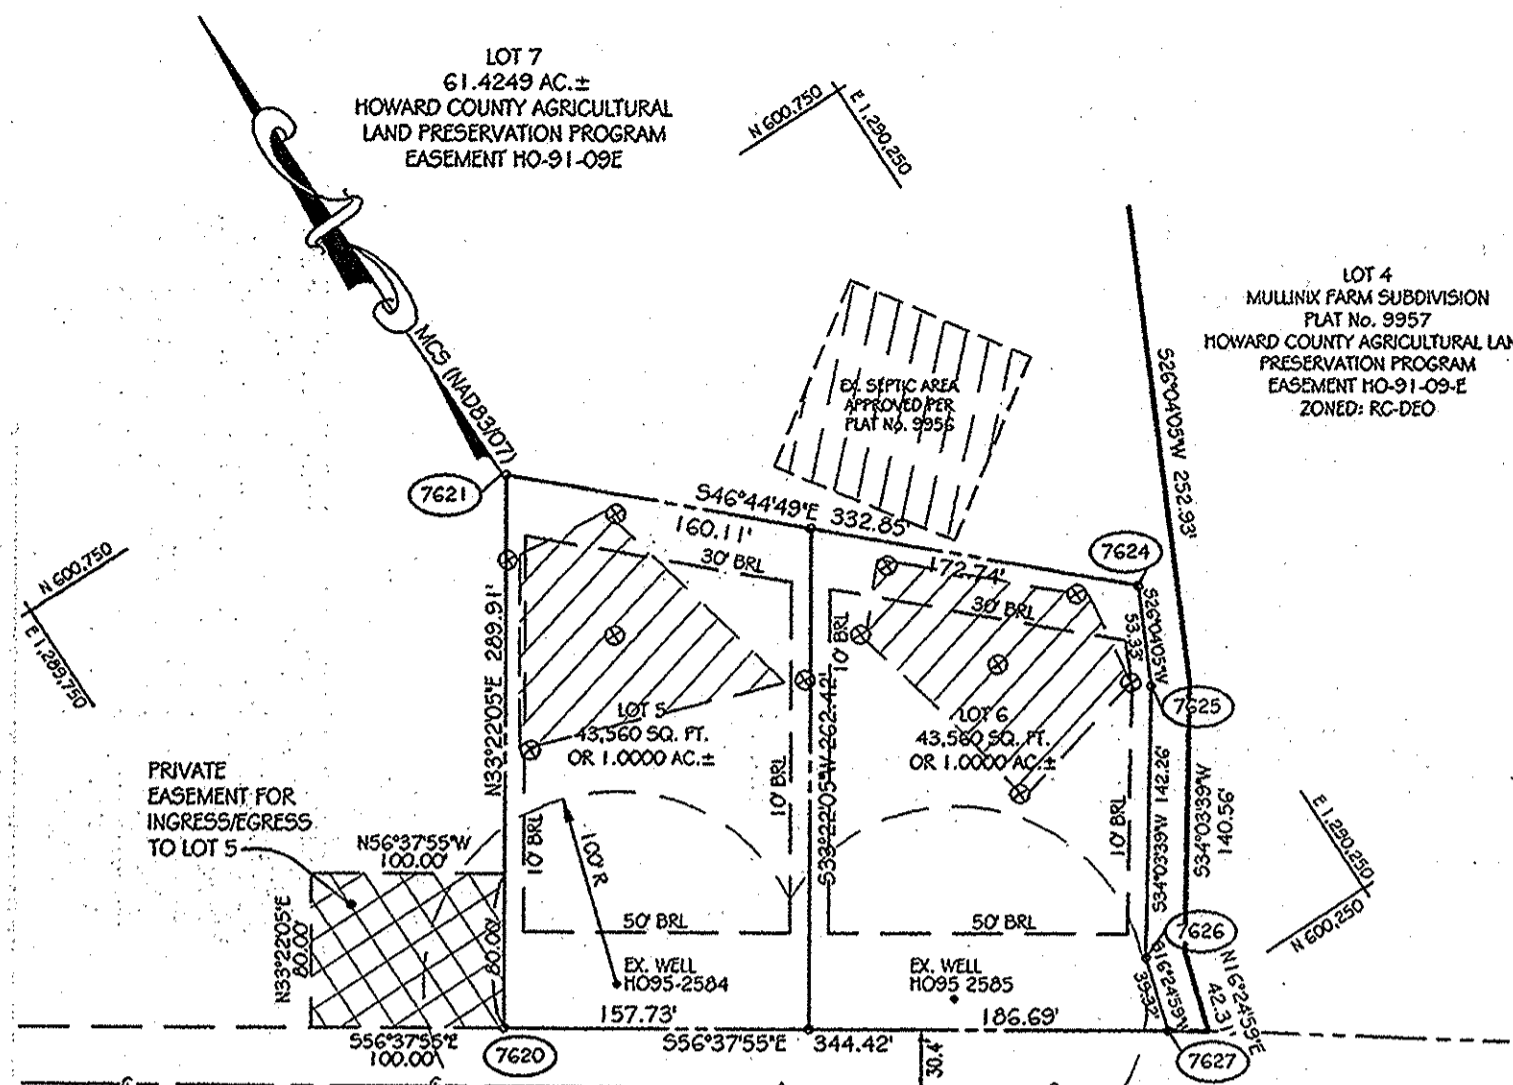 LOT 7
61.4249 AC.±
HOWARD COUNTY AGRICULTURAL
LAND PRESERVATION PROGRAM
EASEMENT HO-91-09E
N 600,750
E 1,290,250
MCS (NAD83/07)
LOT 4
MULLINIX FARM SUBDIVISION
PLAT No. 9957
HOWARD COUNTY AGRICULTURAL LAN
PRESERVATION PROGRAM
EASEMENT HO-91-09-E
ZONED: RC-DEO
S26°04'05"W 252.93'
EX. SEPTIC AREA
APPROVED PER
PLAT No. 9956
7621
S46°44'49"E 332.85'
160.11'
30' BRL
172.74'
30' BRL
7624
S26°04'05"W
53.33'
7625
N 600,750
E 1,289,750
N33°22'05"E 289.91'
LOT 5
43,560 SQ. FT.
OR 1.0000 AC.±
10' BRL
10' BRL
S33°22'05"W 262.42'
10' BRL
LOT 6
43,560 SQ. FT.
OR 1.0000 AC.±
10' BRL
S34°03'39"W 142.26'
S34°03'39"W
140.56'
E 1,290,250
N 600,250
PRIVATE
EASEMENT FOR
INGRESS/EGRESS
TO LOT 5
N56°37'55"W
100.00'
N33°22'05"E
80.00'
80.00'
100' R
50' BRL
50' BRL
EX. WELL
HO95-2584
EX. WELL
HO95 2585
7626
S16°24'59"W
39.32'
N16°24'59"E
42.31'
157.73'
186.69'
S56°37'55"E
100.00'
7620
S56°37'55"E 344.42'
30.4'
7627